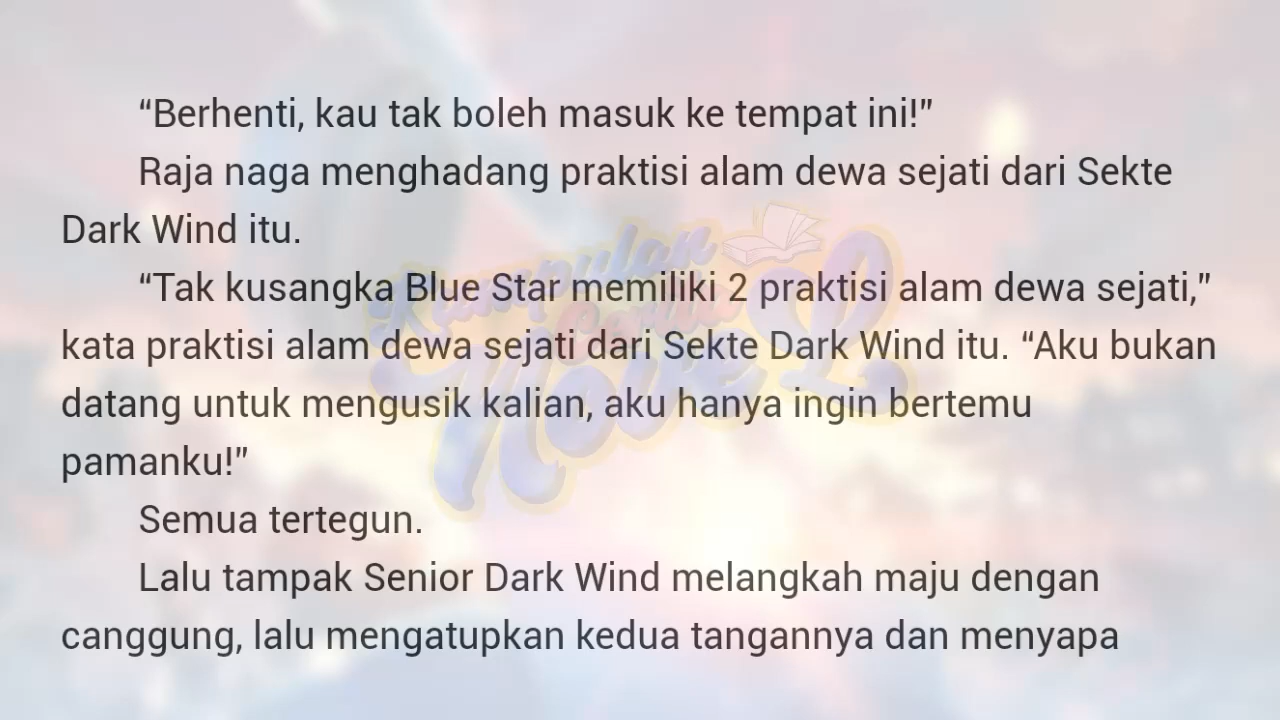 “Berhenti, kau tak boleh masuk ke tempat ini!”
Raja naga menghadang praktisi alam dewa sejati dari Sekte
Dark Wind itu.
“Tak kusangka Blue Star memiliki 2 praktisi alam dewa sejati,”
kata praktisi alam dewa sejati dari Sekte Dark Wind itu. “Aku bukan
datang untuk mengusik kalian, aku hanya ingin bertemu
pamanku!”
Semua tertegun.
Lalu tampak Senior Dark Wind melangkah maju dengan
canggung, lalu mengatupkan kedua tangannya dan menyapa
Kumpulan
Cerita
Novel